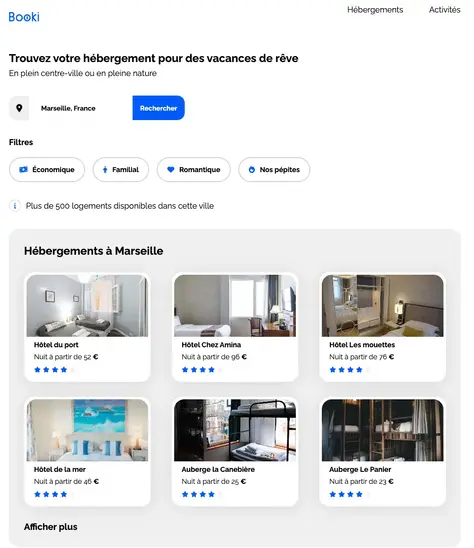 Booki
Hébergements Activités
Trouvez votre hébergement pour des vacances de rêve
En plein centre-ville ou en pleine nature
Marseille, France Rechercher
Filtres
Économique Familial Romantique Nos pépites
Plus de 500 logements disponibles dans cette ville
Hébergements à Marseille
Hôtel du port
Nuit à partir de 52 €
Hôtel Chez Amina
Nuit à partir de 96 €
Hôtel Les mouettes
Nuit à partir de 76 €
Hôtel de la mer
Nuit à partir de 46 €
Auberge la Canebière
Nuit à partir de 25 €
Auberge Le Panier
Nuit à partir de 23 €
Afficher plus